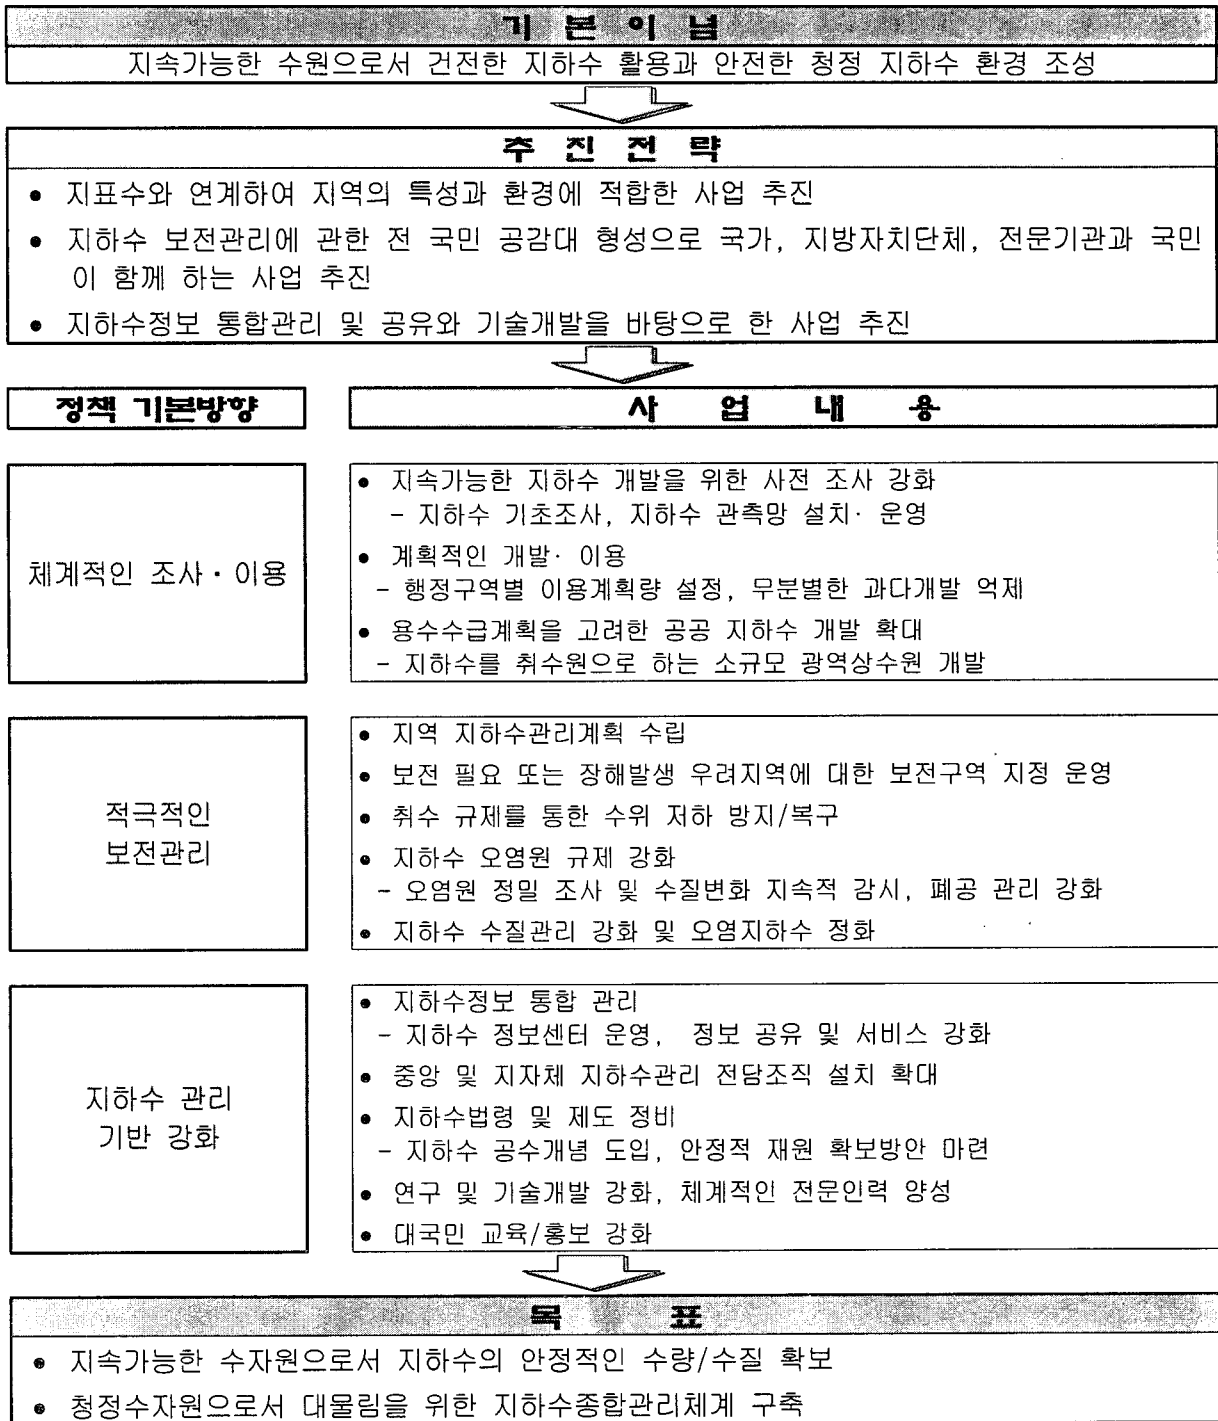 기 본 이 념
지속가능한 수원으로서 건전한 지하수 활용과 안전한 청정 지하수 환경 조성
추 진 전 략
• 지표수와 연계하여 지역의 특성과 환경에 적합한 사업 추진
• 지하수 보전관리에 관한 전 국민 공감대 형성으로 국가, 지방자치단체, 전문기관과 국민
이 함께 하는 사업 추진
• 지하수정보 통합관리 및 공유와 기술개발을 바탕으로 한 사업 추진
정책 기본방향
사 업 내 용
체계적인 조사·이용
• 지속가능한 지하수 개발을 위한 사전 조사 강화
- 지하수 기초조사, 지하수 관측망 설치· 운영
• 계획적인 개발· 이용
- 행정구역별 이용계획량 설정, 무분별한 과다개발 억제
• 용수수급계획을 고려한 공공 지하수 개발 확대
- 지하수를 취수원으로 하는 소규모 광역상수원 개발
적극적인
보전관리
• 지역 지하수관리계획 수립
• 보전 필요 또는 장해발생 우려지역에 대한 보전구역 지정 운영
• 취수 규제를 통한 수위 저하 방지/복구
• 지하수 오염원 규제 강화
- 오염원 정밀 조사 및 수질변화 지속적 감시, 폐공 관리 강화
• 지하수 수질관리 강화 및 오염지하수 정화
지하수 관리
기반 강화
• 지하수정보 통합 관리
- 지하수 정보센터 운영, 정보 공유 및 서비스 강화
• 중앙 및 지자체 지하수관리 전담조직 설치 확대
• 지하수법령 및 제도 정비
- 지하수 공수개념 도입, 안정적 재원 확보방안 마련
• 연구 및 기술개발 강화, 체계적인 전문인력 양성
• 대국민 교육/홍보 강화
목 표
• 지속가능한 수자원으로서 지하수의 안정적인 수량/수질 확보
• 청정수자원으로서 대물림을 위한 지하수종합관리체계 구축